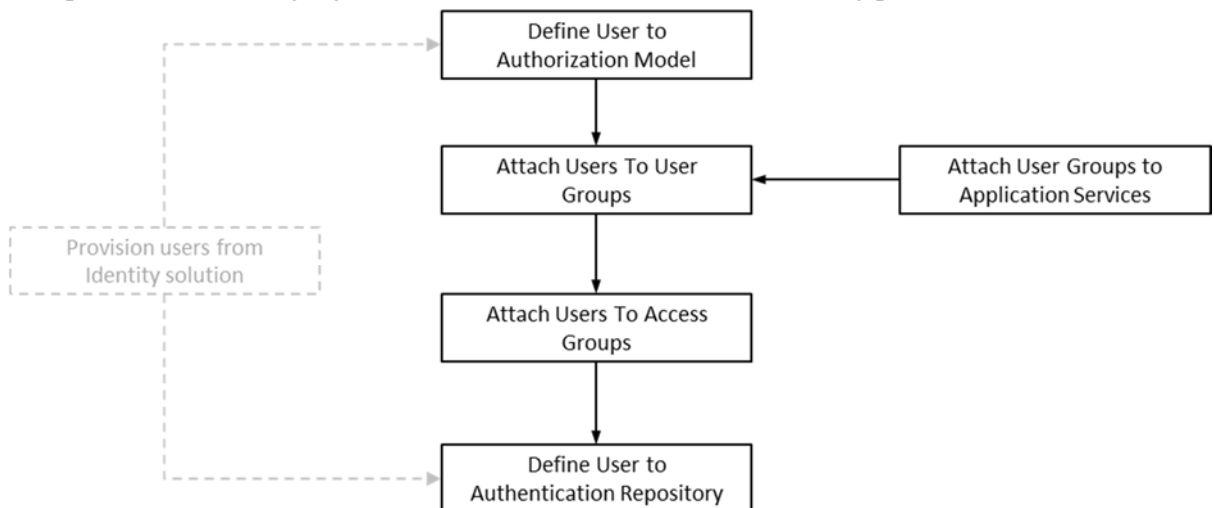 Define User to
Authorization Model
Attach Users To User
Groups
Attach User Groups to
Application Services
Provision users from
Identity solution
Attach Users To Access
Groups
Define User to
Authentication Repository